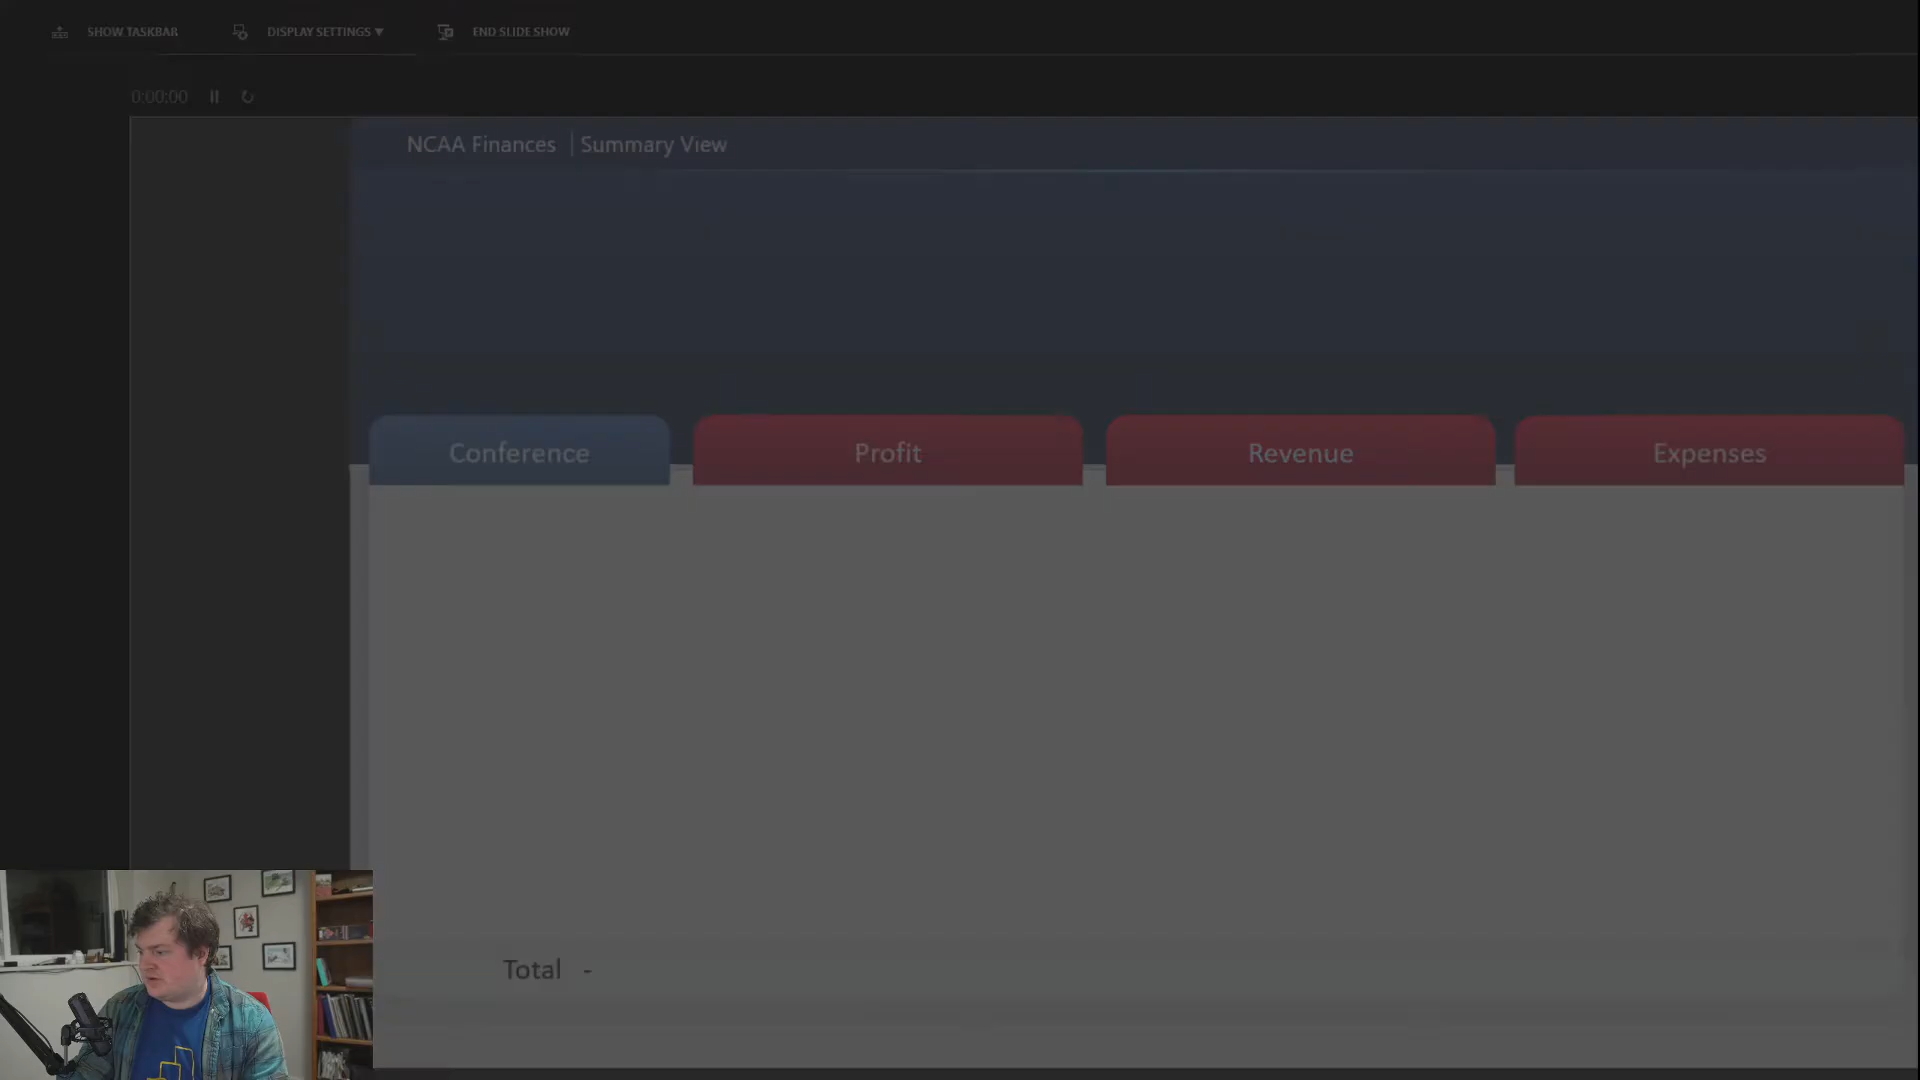 SHOW TASKBAR DISPLAY SETTINGS ▼ END SLIDE SHOW
0:00:00
NCAA Finances | Summary View
Conference Profit Revenue Expenses
Total -